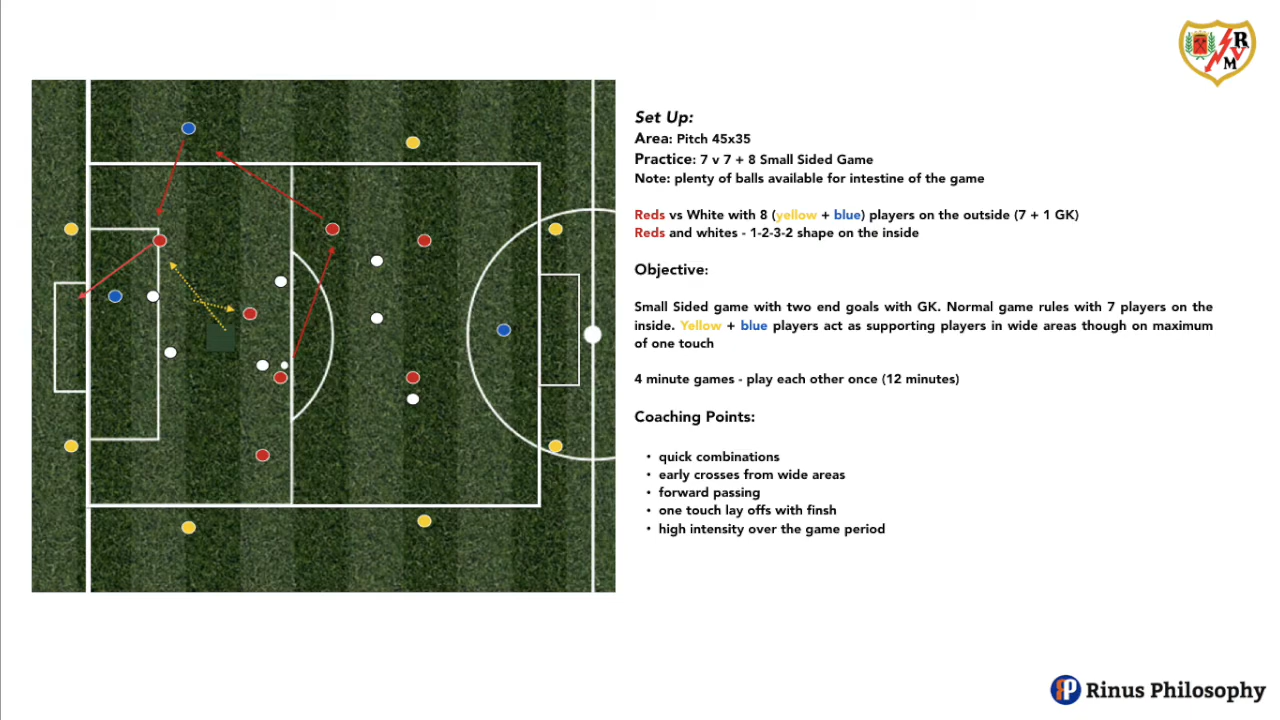 R
V
M
Set Up:
Area: Pitch 45x35
Practice: 7 v 7 + 8 Small Sided Game
Note: plenty of balls available for intestine of the game
Reds vs White with 8 (yellow + blue) players on the outside (7 + 1 GK)
Reds and whites - 1-2-3-2 shape on the inside
Objective:
Small Sided game with two end goals with GK. Normal game rules with 7 players on the
inside. Yellow + blue players act as supporting players in wide areas though on maximum
of one touch
4 minute games - play each other once (12 minutes)
Coaching Points:
• quick combinations
• early crosses from wide areas
• forward passing
• one touch lay offs with finsh
• high intensity over the game period
RP Rinus Philosophy